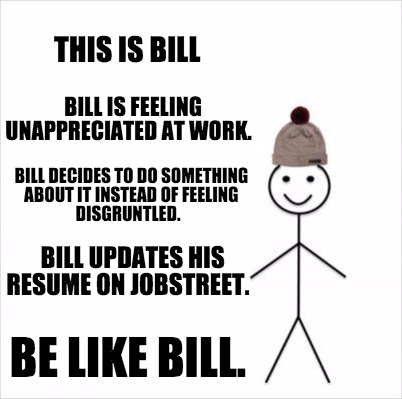 THIS IS BILL
BILL IS FEELING
UNAPPRECIATED AT WORK.
BILL DECIDES TO DO SOMETHING
ABOUT IT INSTEAD OF FEELING
DISGRUNTLED.
BILL UPDATES HIS
RESUME ON JOBSTREET.
BE LIKE BILL.